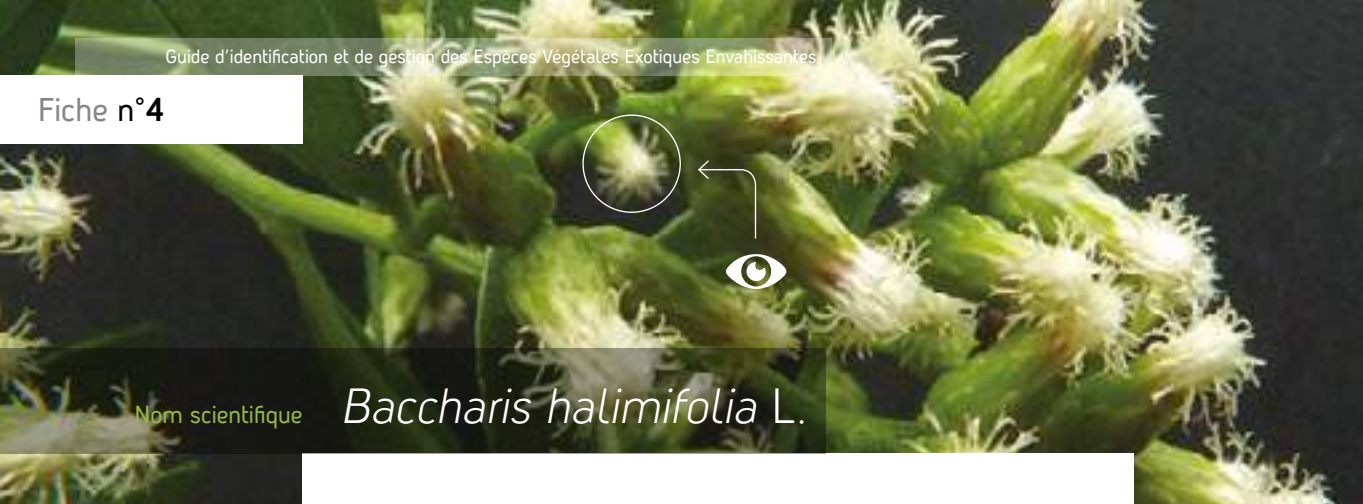 Guide d'identification et de gestion des Espèces Végétales Exotiques Envahissantes
Fiche n°4
Nom scientifique Baccharis halimifolia L.